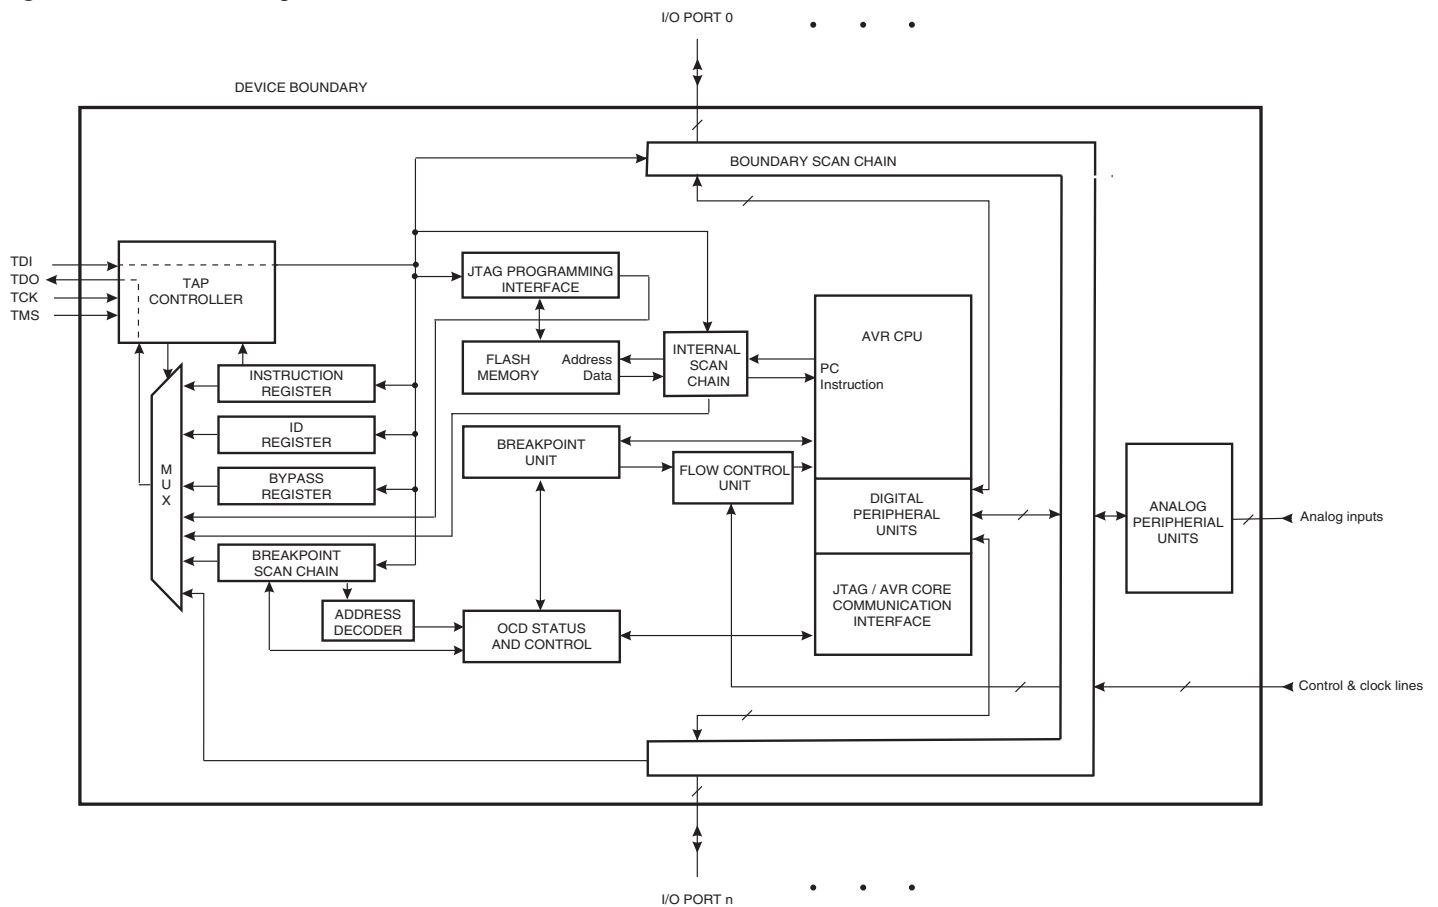 I/O PORT 0
DEVICE BOUNDARY
BOUNDARY SCAN CHAIN
TDI
TDO
TCK
TMS
TAP
CONTROLLER
JTAG PROGRAMMING
INTERFACE
AVR CPU
FLASH
MEMORY
Address
Data
INTERNAL
SCAN
CHAIN
PC
Instruction
INSTRUCTION
REGISTER
ID
REGISTER
M
U
X
BYPASS
REGISTER
BREAKPOINT
UNIT
FLOW CONTROL
UNIT
DIGITAL
PERIPHERAL
UNITS
ANALOG
PERIPHERIAL
UNITS
Analog inputs
BREAKPOINT
SCAN CHAIN
ADDRESS
DECODER
OCD STATUS
AND CONTROL
JTAG / AVR CORE
COMMUNICATION
INTERFACE
Control & clock lines
I/O PORT n